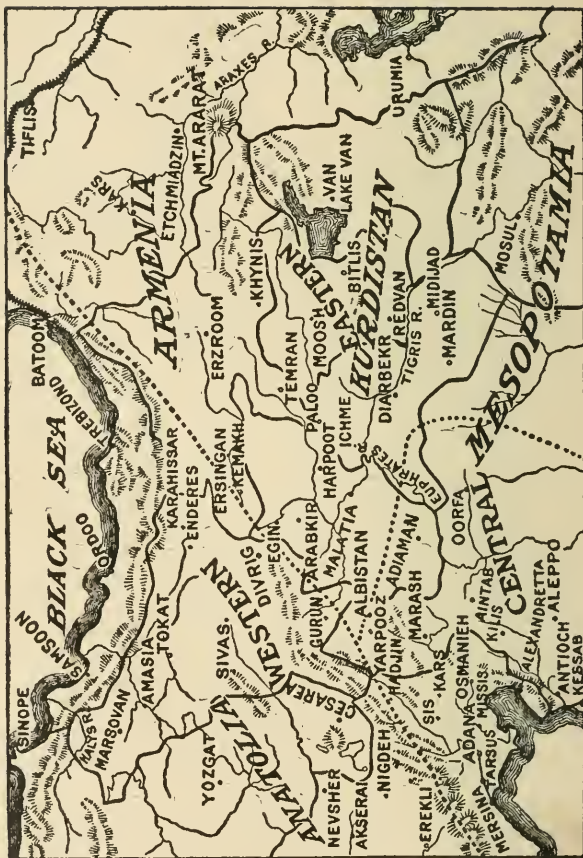 BLACK SEA
SINOPE
SAMSOON
ORDOO
TREBIZOND
BATOOM
TIFLIS
KARS
ARMENIA
ETCHMIADZIN
MT. ARARAT
ARAXES R.
HALYS R.
MARSOVAN
AMASIA
TOKAT
KARAHISSAR
ENDERES
ERSINGAN
KEMAKH
ERZROOM
KHYNIS
YOZGAT
SIVAS
WESTERN
DIVRIG
EGIN
TEMRAN
EASTERN
VAN
LAKE VAN
URUMIA
ANATOLIA
CESAREA
GURUN
ARABKIR
HARPOOT
PALOO
MOOSH
BITLIS
ICHME
MALATIA
KURDISTAN
NEVSHER
AKSERAI
NIGDEH
YARPOOZ
ALBISTAN
DIARBEKR
REDVAN
TIGRIS R.
MIDIJAD
EREKLI
HADJIN
ADIAMAN
EUPHRATES
MARDIN
MOSUL
SIS
KARS
MARASH
OORFA
MERSINA
TARSUS
ADANA
MISSIS
OSMANIEH
AINTAB
KILIS
CENTRAL
MESOPOTAMIA
ALEXANDRETTA
ANTIOCH
ALEPPO
KESSAB